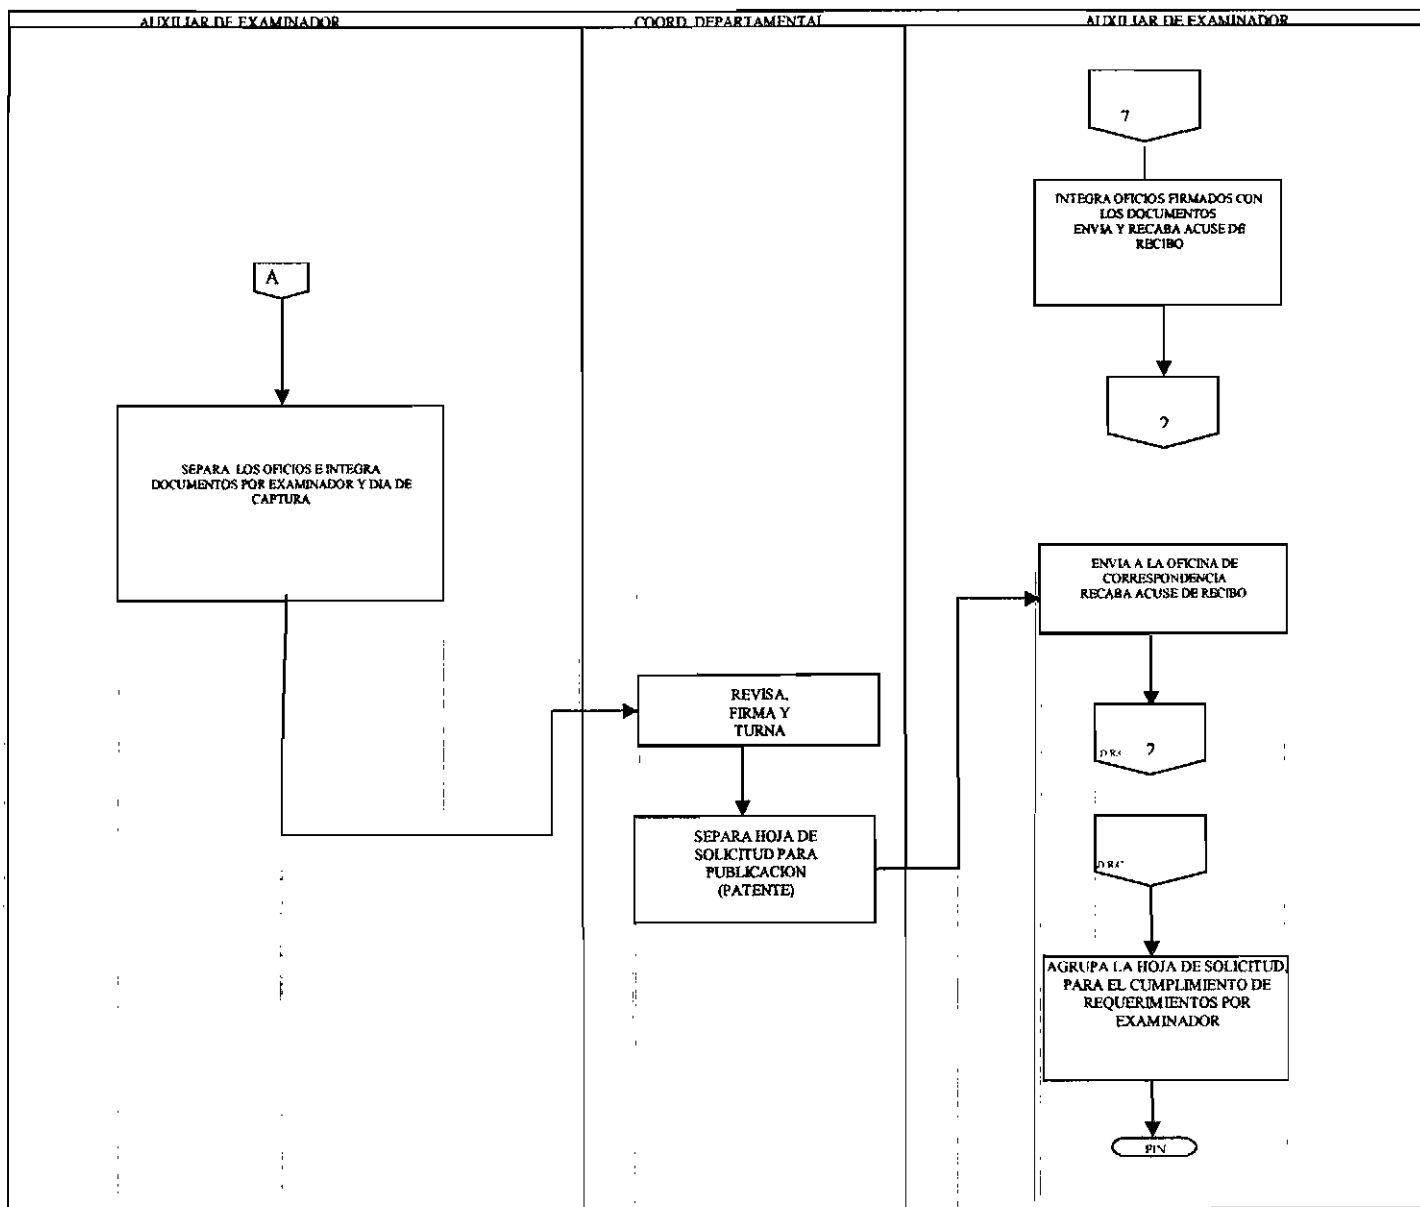 AUXILIAR DE EXAMINADOR
COORD. DEPARTAMENTAL
AUXILIAR DE EXAMINADOR
7
INTEGRA OFICIOS FIRMADOS CON
LOS DOCUMENTOS
ENVIA Y RECABA ACUSE DE
RECIBO
A
2
SEPARA LOS OFICIOS E INTEGRA
DOCUMENTOS POR EXAMINADOR Y DIA DE
CAPTURA
ENVIA A LA OFICINA DE
CORRESPONDENCIA
RECABA ACUSE DE RECIBO
REVISA,
FIRMA Y
TURNA
2
SEPARA HOJA DE
SOLICITUD PARA
PUBLICACION
(PATENTE)
AGRUPA LA HOJA DE SOLICITUD,
PARA EL CUMPLIMIENTO DE
REQUERIMIENTOS POR
EXAMINADOR
FIN